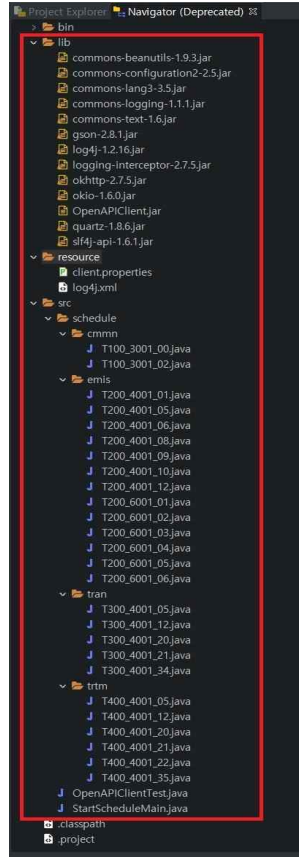 Project Explorer Navigator (Deprecated)
bin
lib
commons-beanutils-1.9.3.jar
commons-configuration2-2.5.jar
commons-lang3-3.5.jar
commons-logging-1.1.1.jar
commons-text-1.6.jar
gson-2.8.1.jar
log4j-1.2.16.jar
logging-interceptor-2.7.5.jar
okhttp-2.7.5.jar
okio-1.6.0.jar
OpenAPIClient.jar
quartz-1.8.6.jar
slf4j-api-1.6.1.jar
resource
client.properties
log4j.xml
src
schedule
cmmn
T100_3001_00.java
T100_3001_02.java
emis
T200_4001_01.java
T200_4001_05.java
T200_4001_06.java
T200_4001_08.java
T200_4001_09.java
T200_4001_10.java
T200_4001_12.java
T200_6001_01.java
T200_6001_02.java
T200_6001_03.java
T200_6001_04.java
T200_6001_05.java
T200_6001_06.java
tran
T300_4001_05.java
T300_4001_12.java
T300_4001_20.java
T300_4001_21.java
T300_4001_34.java
trtm
T400_4001_05.java
T400_4001_12.java
T400_4001_20.java
T400_4001_21.java
T400_4001_22.java
T400_4001_35.java
OpenAPIClientTest.java
StartScheduleMain.java
.classpath
.project